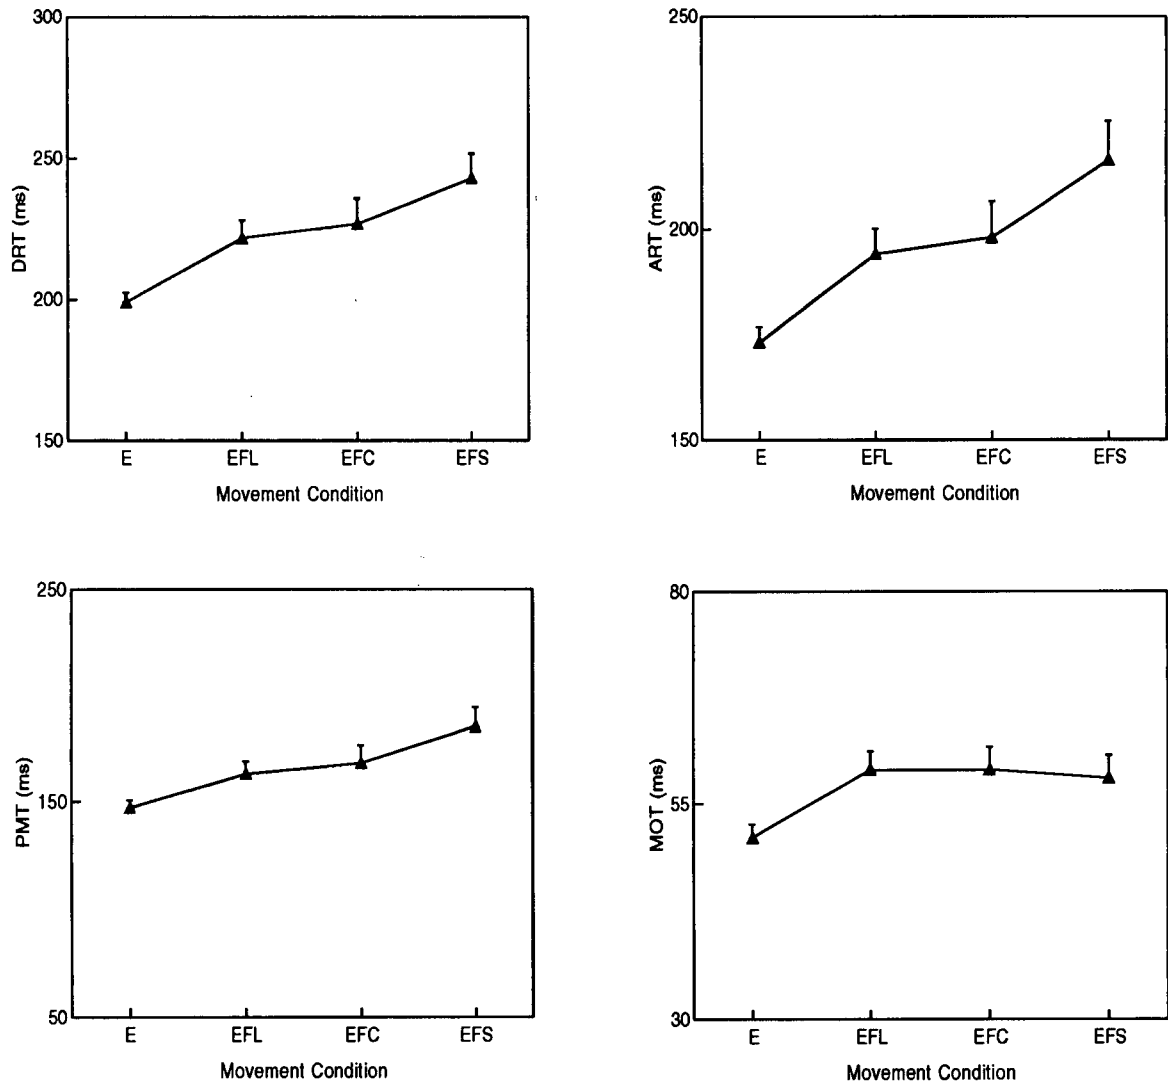 300
250
200
150
DRT (ms)
E EFL EFC EFS
Movement Condition
250
200
150
ART (ms)
E EFL EFC EFS
Movement Condition
250
150
50
PMT (ms)
E EFL EFC EFS
Movement Condition
80
55
30
MOT (ms)
E EFL EFC EFS
Movement Condition